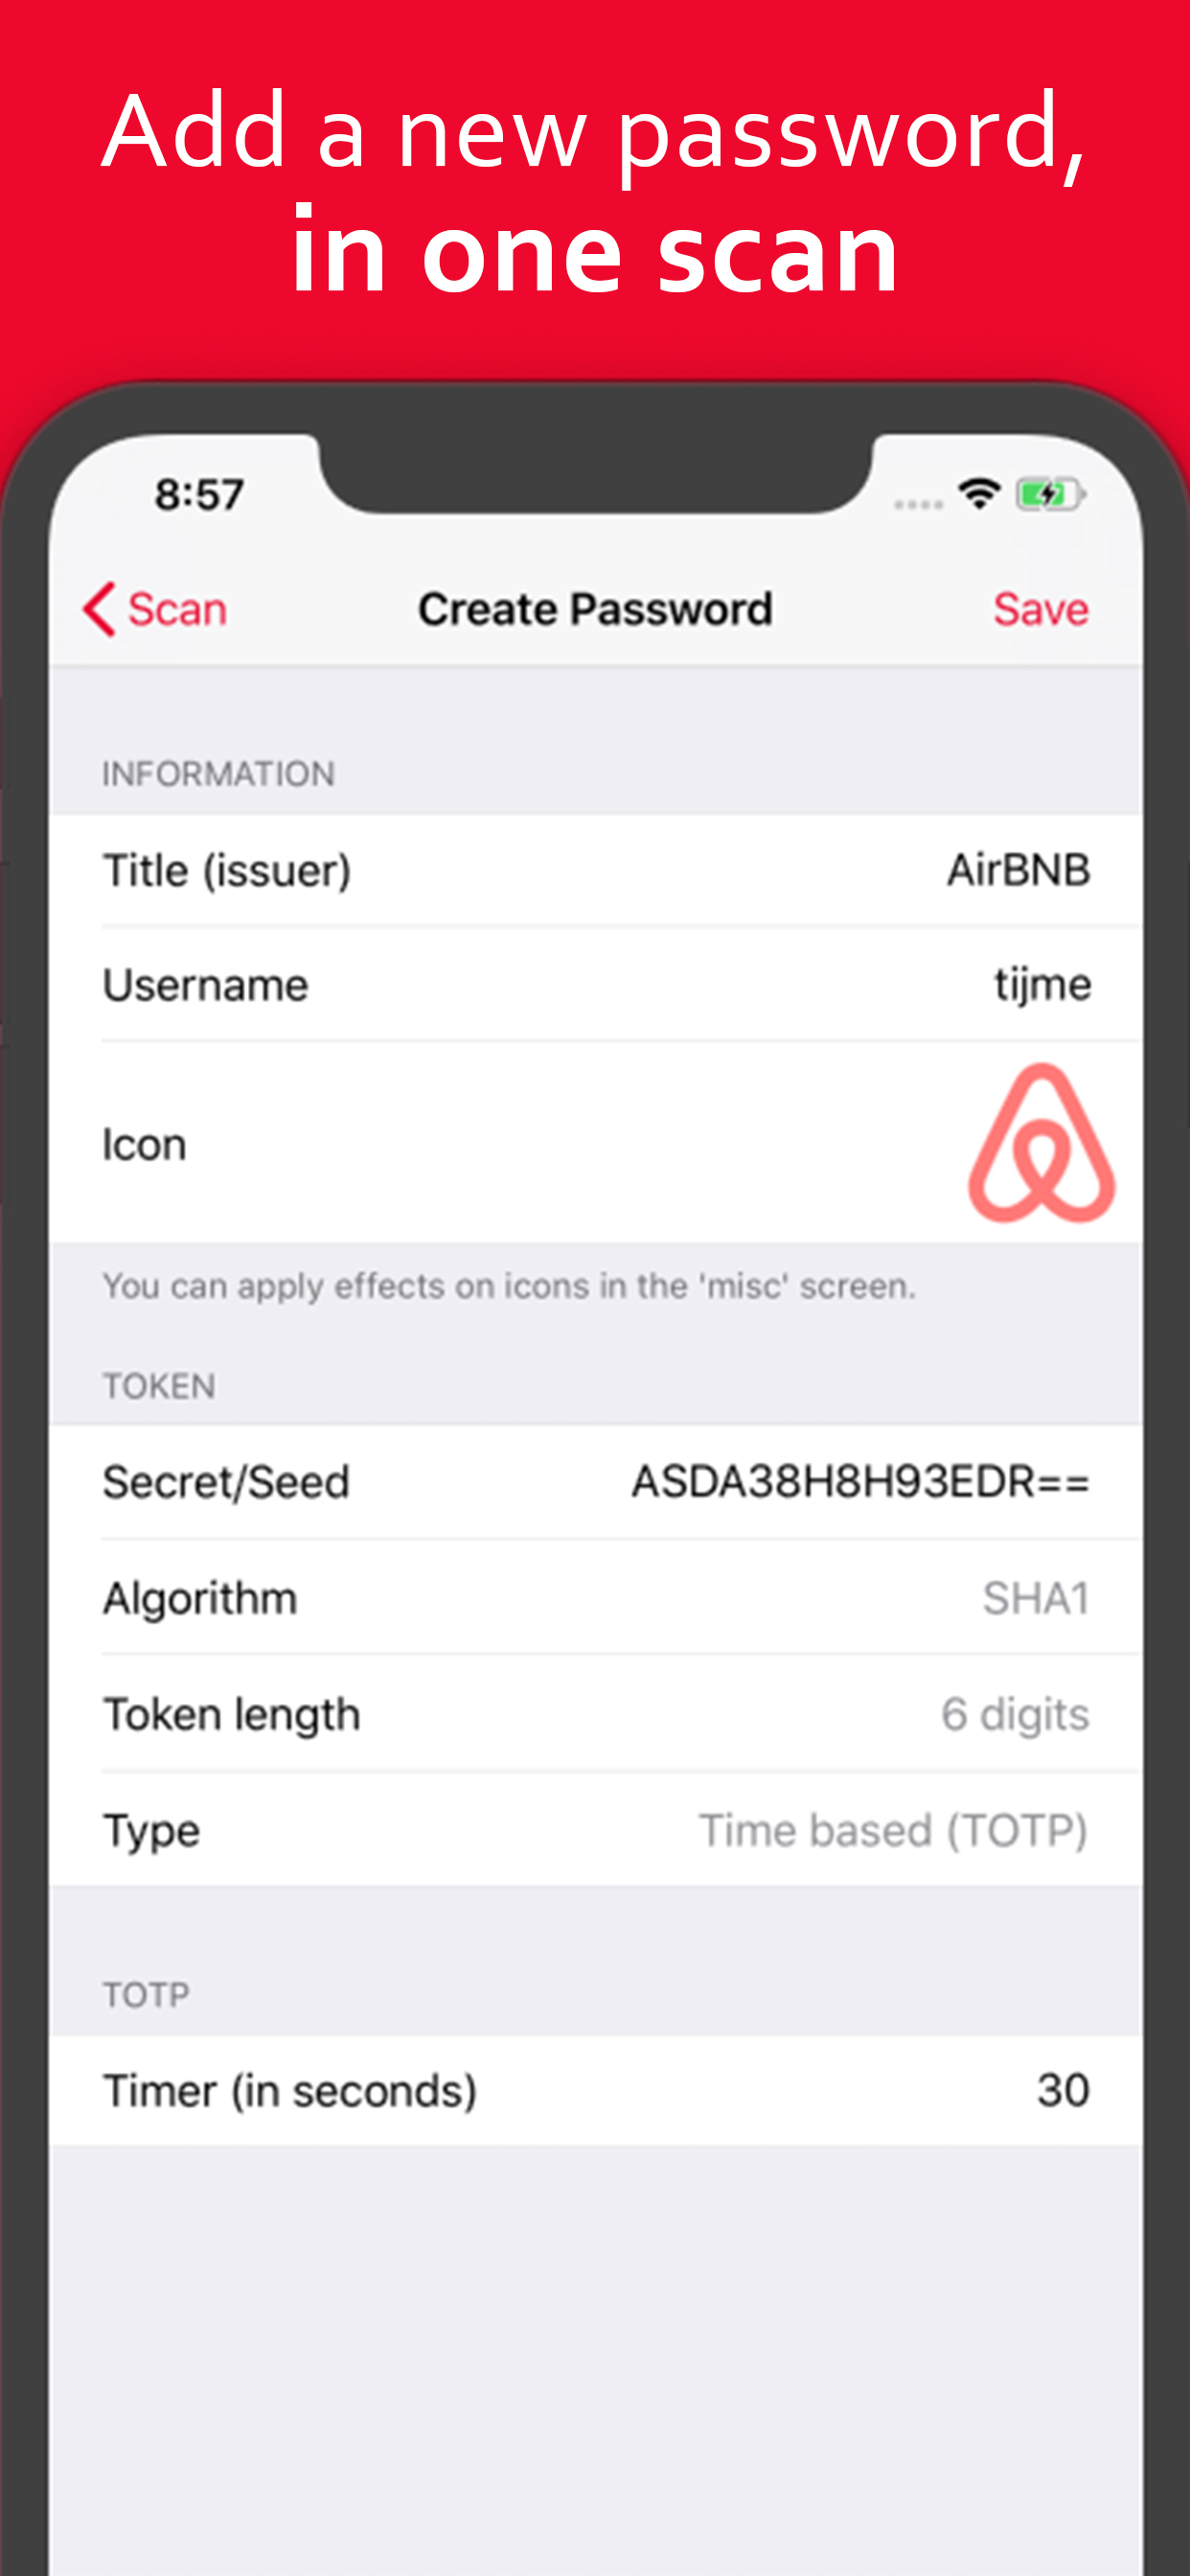 Add a new password,
in one scan
8:57
Scan Create Password Save
INFORMATION
Title (issuer) AirBNB
Username tijme
Icon
You can apply effects on icons in the 'misc' screen.
TOKEN
Secret/Seed ASDA38H8H93EDR==
Algorithm SHA1
Token length 6 digits
Type Time based (TOTP)
TOTP
Timer (in seconds) 30